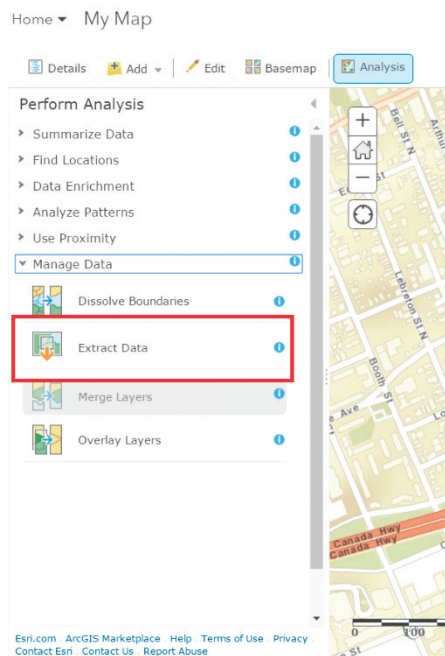 Home My Map
Details Add Edit Basemap Analysis
Perform Analysis
Summarize Data
Find Locations
Data Enrichment
Analyze Patterns
Use Proximity
Manage Data
Dissolve Boundaries
Extract Data
Merge Layers
Overlay Layers
Esri.com . ArcGIS Marketplace . Help . Terms of Use . Privacy .
Contact Esri . Contact Us . Report Abuse
+
−
Bell St N
Lebreton St N
Booth St
Ave
Canada Hwy
Canada Hwy
0 100
St